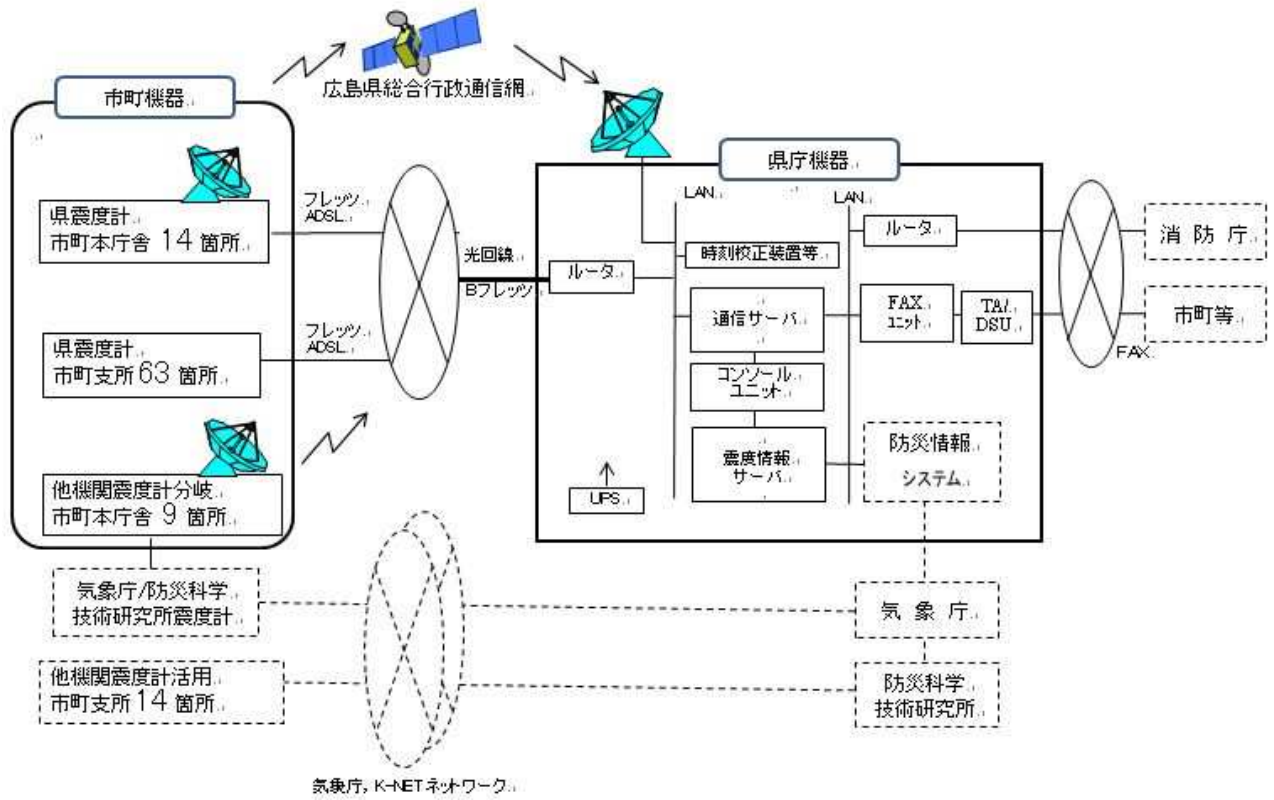 市町機器
広島県総合行政通信網
県震度計
市町本庁舎 14 箇所
フレッツ
ADSL
県震度計
市町支所 63 箇所
フレッツ
ADSL
他機関震度計分岐
市町本庁舎 9 箇所
光回線
Bフレッツ
県庁機器
ルータ
LAN
LAN
時刻校正装置等
通信サーバ
コンソール
ユニット
震度情報
サーバ
UPS
ルータ
FAX
ユニット
TA/
DSU
防災情報
システム
消防庁
市町等
FAX
気象庁/防災科学
技術研究所震度計
他機関震度計活用
市町支所 14 箇所
気象庁
防災科学
技術研究所
気象庁, K-NETネットワーク